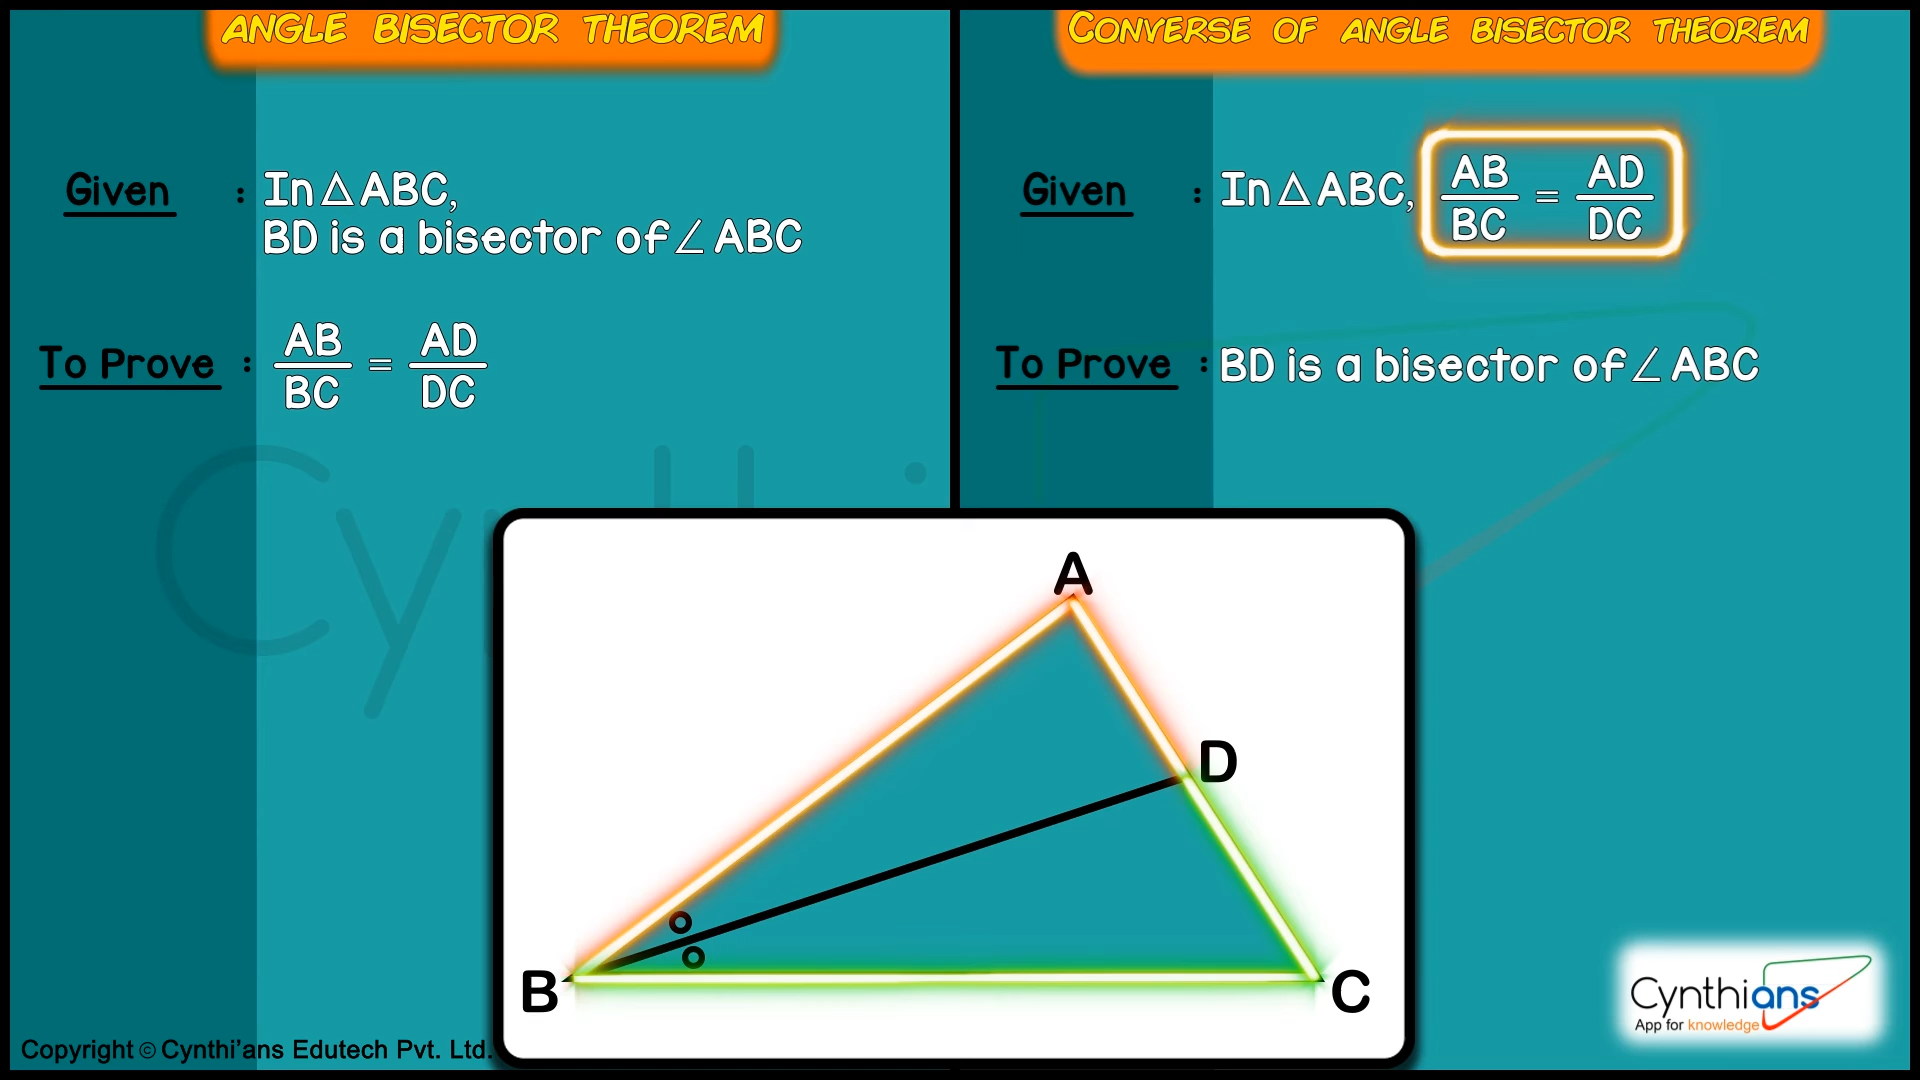 ANGLE BISECTOR THEOREM
Given : In △ ABC,
BD is a bisector of ∠ ABC
To Prove : AB/BC = AD/DC
CONVERSE OF ANGLE BISECTOR THEOREM
Given : In △ ABC, AB/BC = AD/DC
To Prove : BD is a bisector of ∠ ABC
A
D
B
C
Cynthians
App for knowledge
Copyright © Cynthi'ans Edutech Pvt. Ltd.